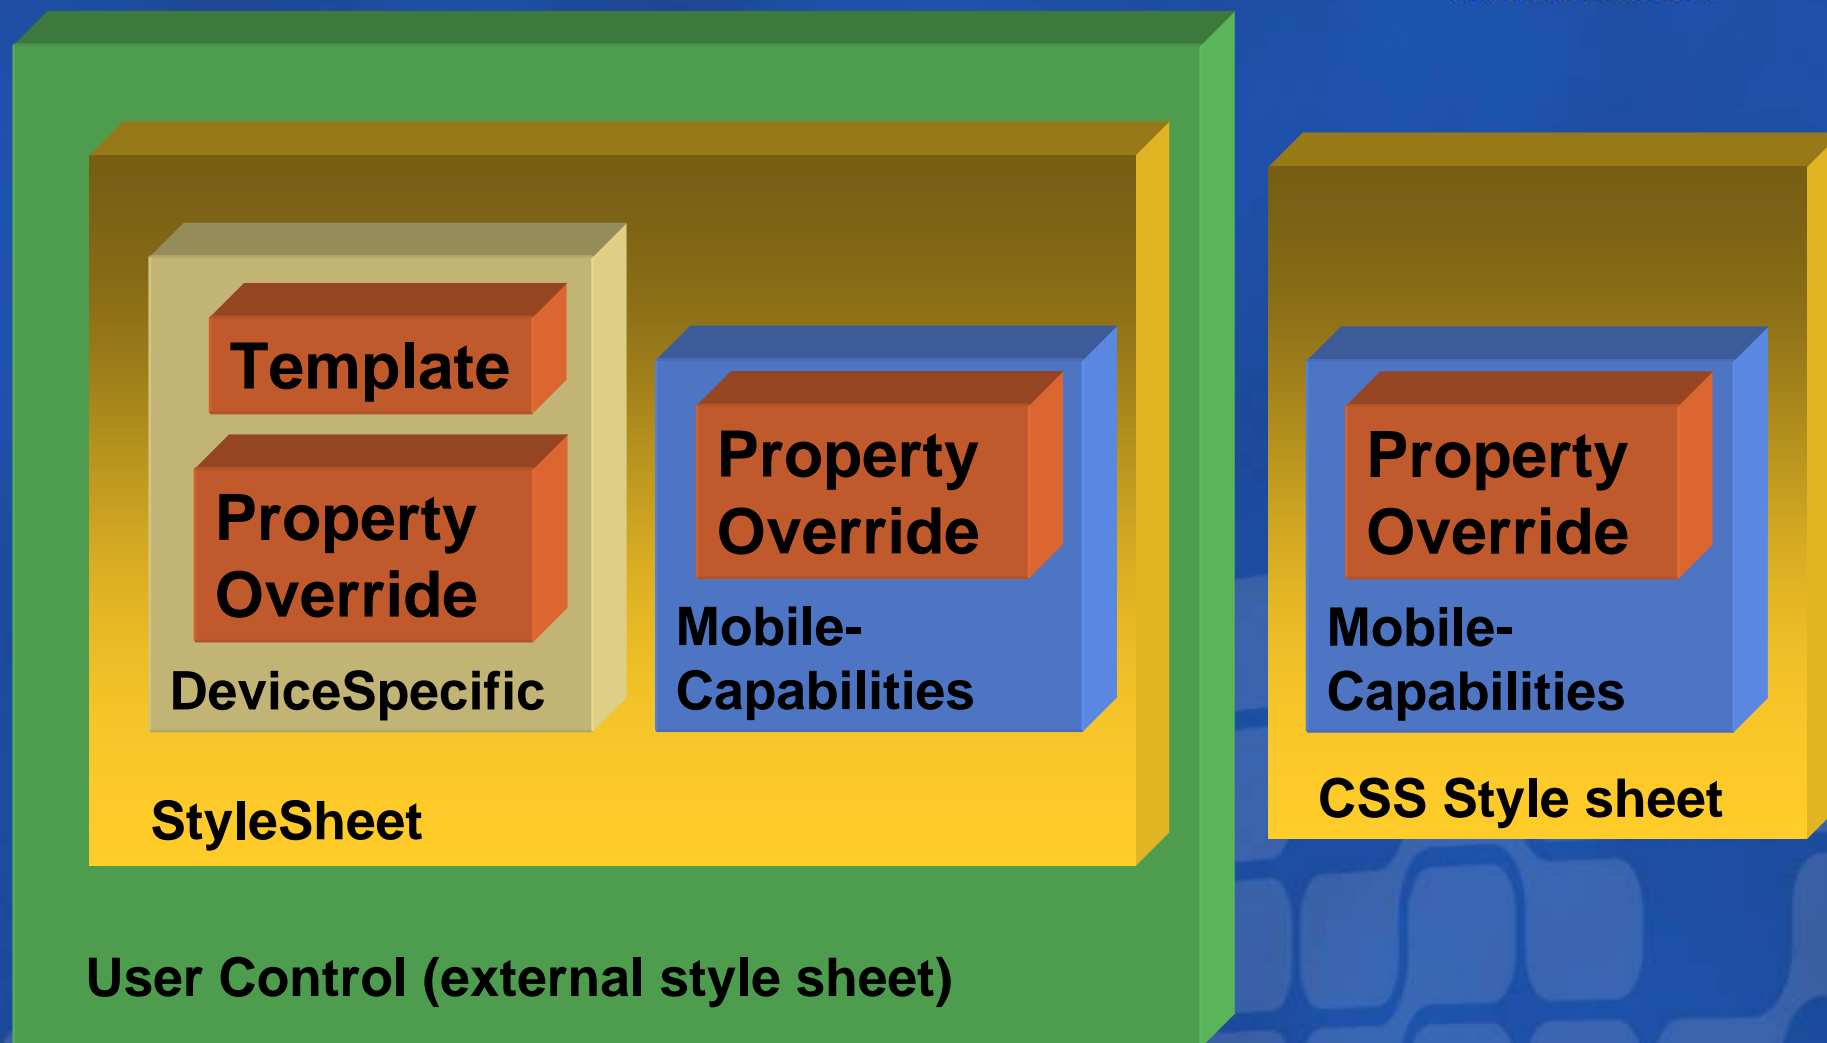 Template
Property
Override
DeviceSpecific
Property
Override
Mobile-
Capabilities
StyleSheet
User Control (external style sheet)
Property
Override
Mobile-
Capabilities
CSS Style sheet